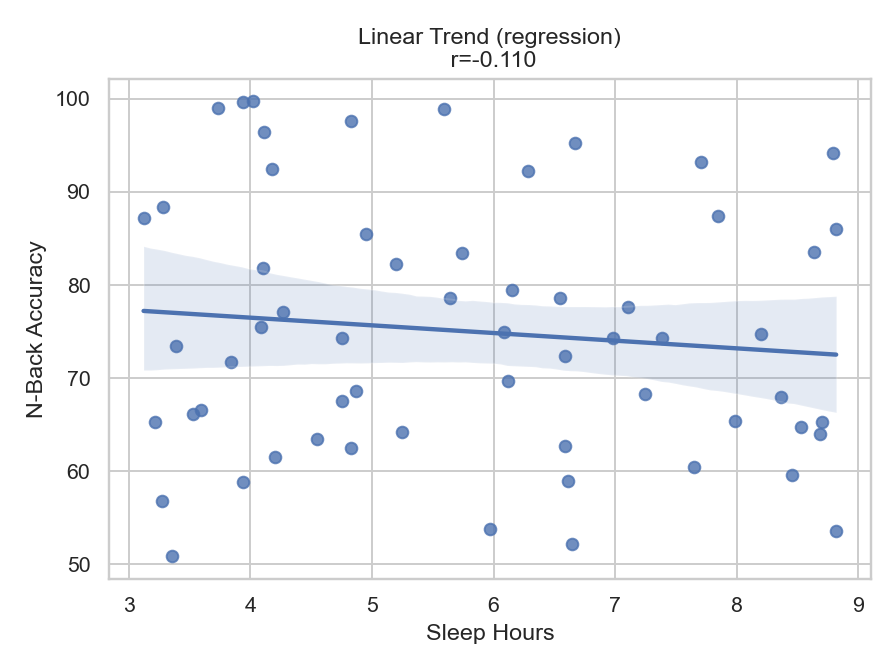 Linear Trend (regression)
r=-0.110
100
90
80
70
60
50
N-Back Accuracy
3 4 5 6 7 8 9
Sleep Hours